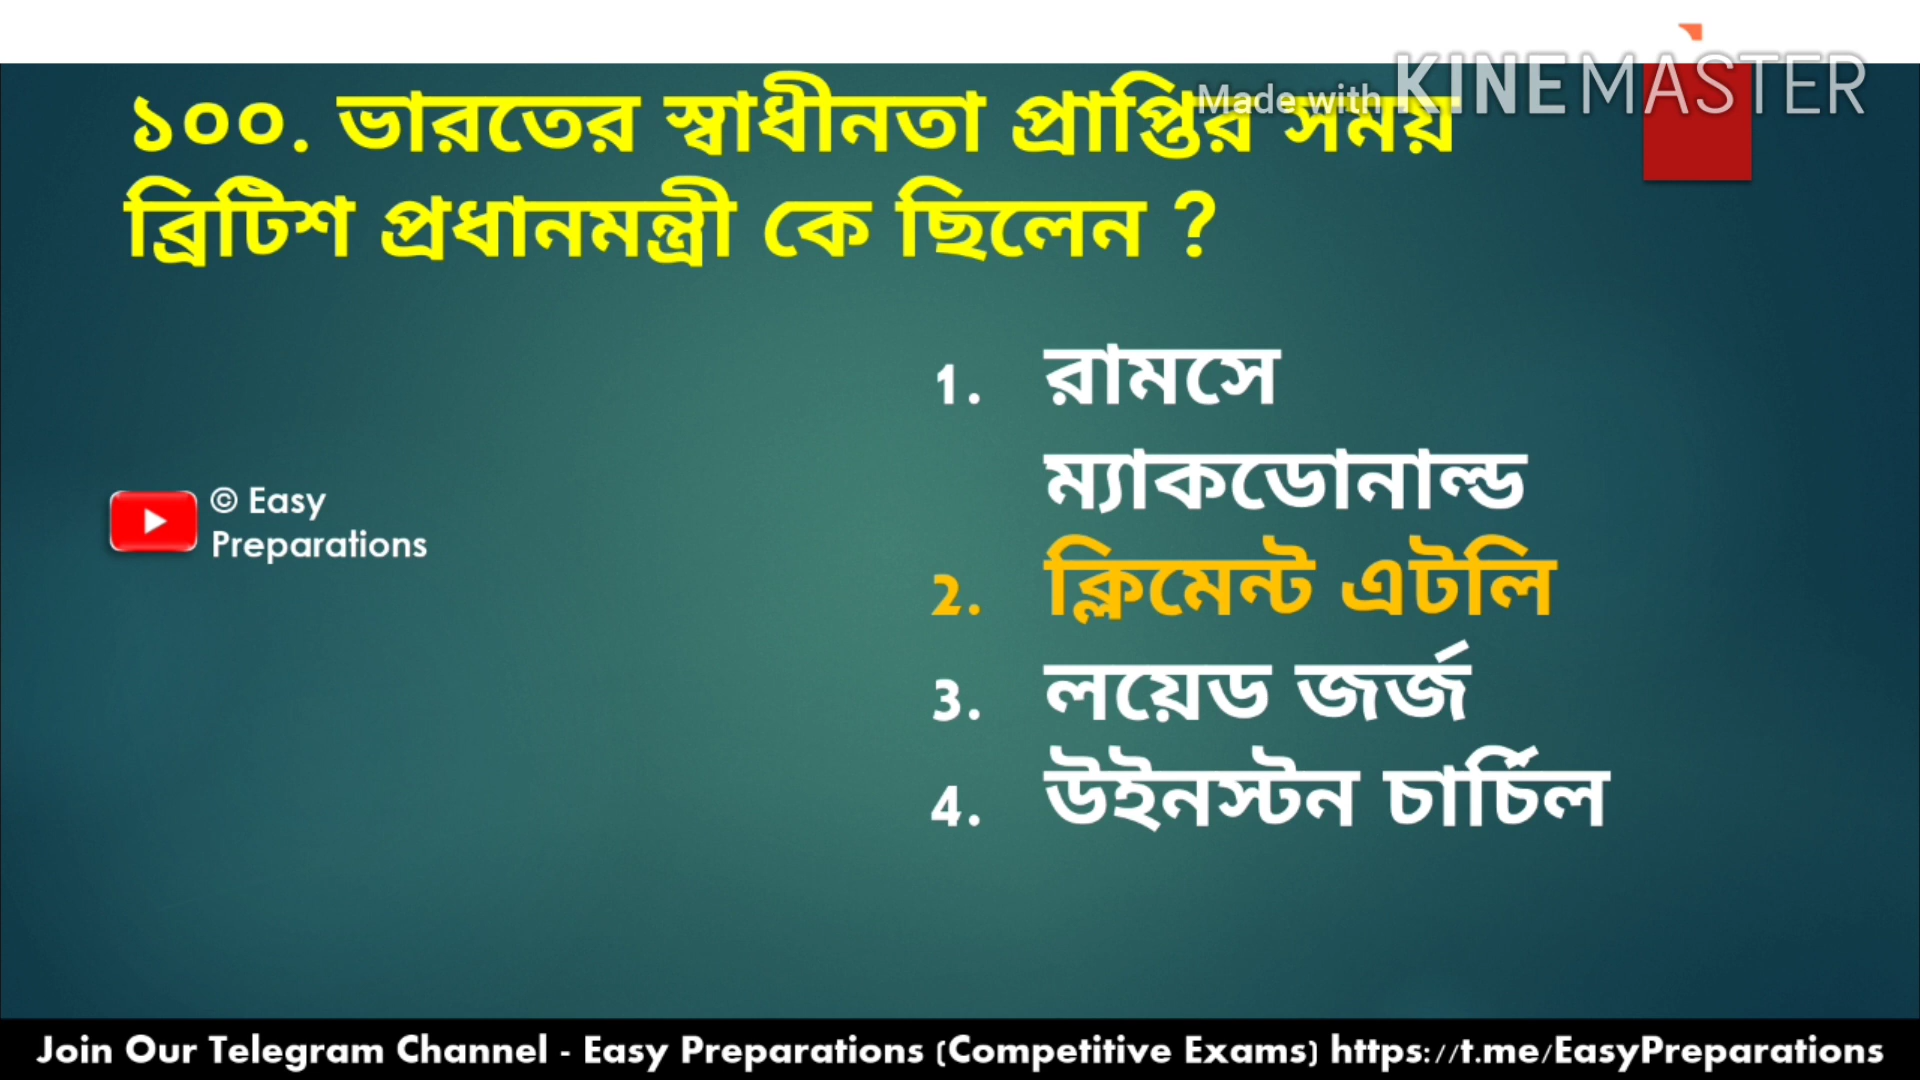 Made with KINEMASTER
১০০. ভারতের স্বাধীনতা প্রাপ্তির সময়
ব্রিটিশ প্রধানমন্ত্রী কে ছিলেন ?
1. রামসে
ম্যাকডোনাল্ড
2. ক্লিমেন্ট এটলি
3. লয়েড জর্জ
4. উইনস্টন চার্চিল
© Easy
Preparations
Join Our Telegram Channel - Easy Preparations (Competitive Exams) https://t.me/EasyPreparations